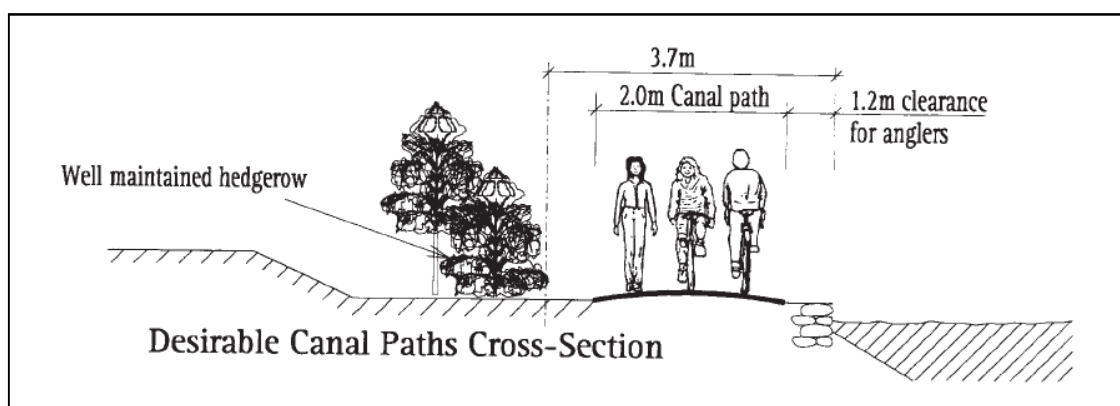 3.7m
2.0m Canal path
1.2m clearance
for anglers
Well maintained hedgerow
Desirable Canal Paths Cross-Section